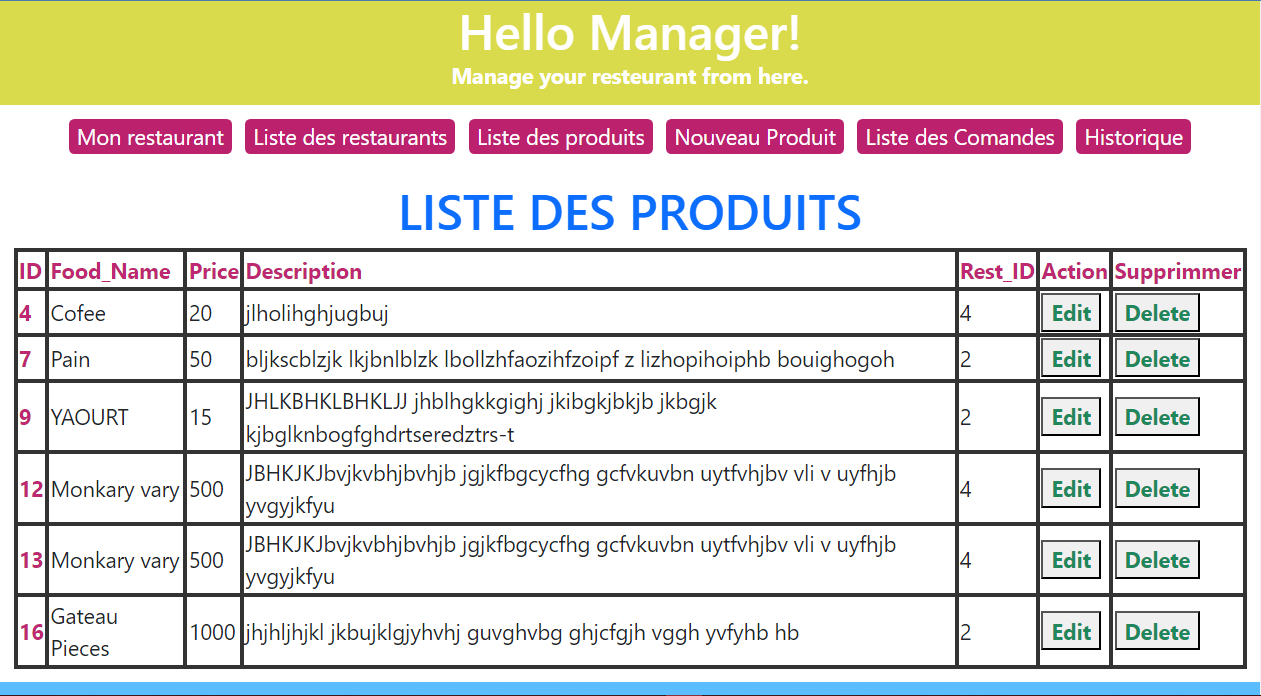 Hello Manager!
Manage your resteurant from here.
Mon restaurant Liste des restaurants Liste des produits Nouveau Produit Liste des Comandes Historique
LISTE DES PRODUITS
ID Food_Name Price Description Rest_ID Action Supprimmer
4 Cofee 20 jlholihghjugbuj 4 Edit Delete
7 Pain 50 bljkscblzjk lkjbnlblzk lbollzhfaozihfzoipf z lizhopihoiphb bouighogoh 2 Edit Delete
9 YAOURT 15 JHLKBHKLBHKLJJ jhblhgkkgighj jkibgkjbkjb jkbgjk
kjbglknbogfghdrtseredztrs-t 2 Edit Delete
12 Monkary vary 500 JBHKJKJbvjkvbhjbvhjb jgjkfbgcycfhg gcfvkuvbn uytfvhjbv vli v uyfhjb
yvgyjkfyu 4 Edit Delete
13 Monkary vary 500 JBHKJKJbvjkvbhjbvhjb jgjkfbgcycfhg gcfvkuvbn uytfvhjbv vli v uyfhjb
yvgyjkfyu 4 Edit Delete
16 Gateau
Pieces 1000 jhjhljhjkl jkbujklgjyhvhj guvghvbg ghjcfgjh vggh yvfyhb hb 2 Edit Delete